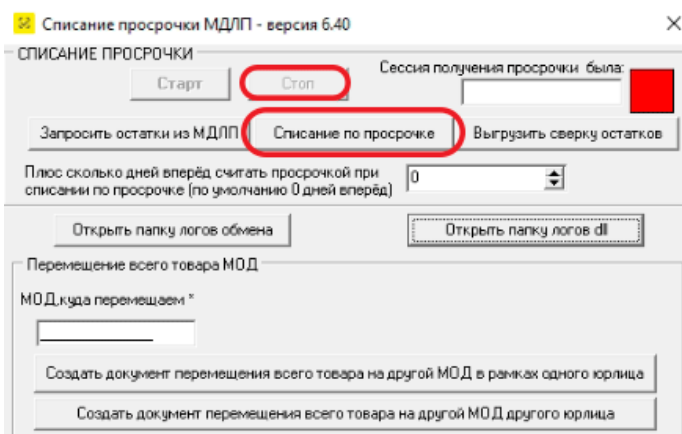 Списание просрочки МДЛП - версия 6.40
СПИСАНИЕ ПРОСРОЧКИ
Старт
Стоп
Сессия получения просрочки была:
Запросить остатки из МДЛП
Списание по просрочке
Выгрузить сверку остатков
Плюс сколько дней вперёд считать просрочкой при
списании по просрочке (по умолчанию 0 дней вперёд)
0
Открыть папку логов обмена
Открыть папку логов dll
Перемещение всего товара МОД
МОД,куда перемещаем *
Создать документ перемещения всего товара на другой МОД в рамках одного юрлица
Создать документ перемещения всего товара на другой МОД другого юрлица